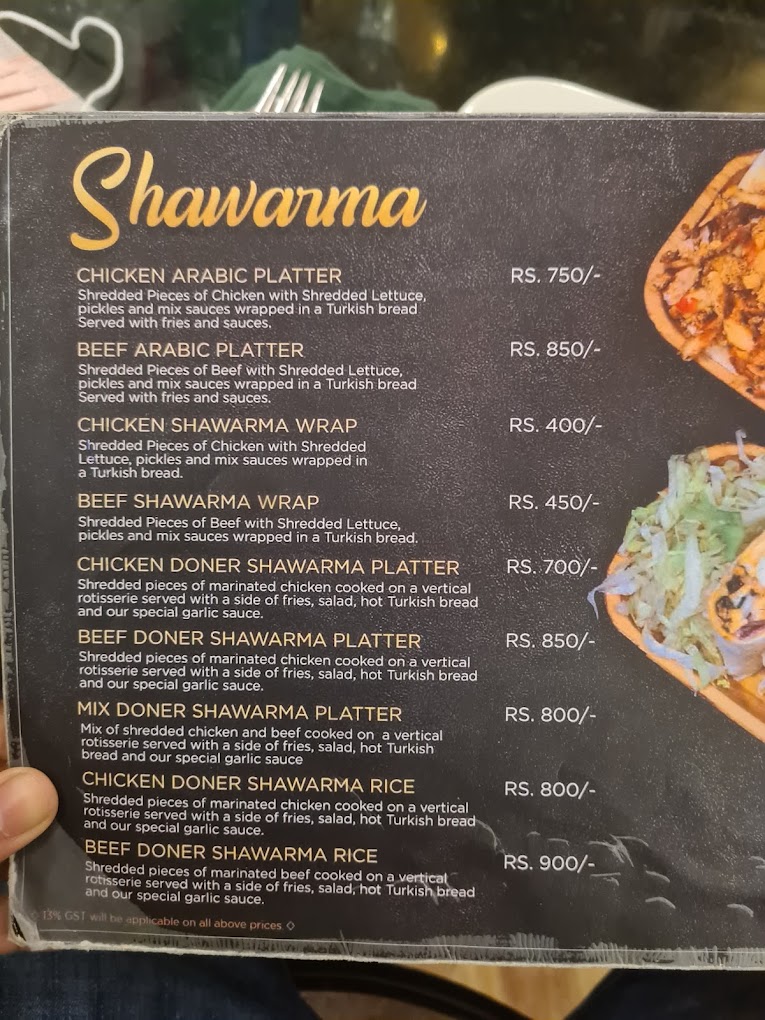 Shawarma
CHICKEN ARABIC PLATTER RS. 750/-
Shredded Pieces of Chicken with Shredded Lettuce,
pickles and mix sauces wrapped in a Turkish bread
Served with fries and sauces.
BEEF ARABIC PLATTER RS. 850/-
Shredded Pieces of Beef with Shredded Lettuce,
pickles and mix sauces wrapped in a Turkish bread
Served with fries and sauces.
CHICKEN SHAWARMA WRAP RS. 400/-
Shredded Pieces of Chicken with Shredded
Lettuce, pickles and mix sauces wrapped in
a Turkish bread.
BEEF SHAWARMA WRAP RS. 450/-
Shredded Pieces of Beef with Shredded Lettuce,
pickles and mix sauces wrapped in a Turkish bread.
CHICKEN DONER SHAWARMA PLATTER RS. 700/-
Shredded pieces of marinated chicken cooked on a vertical
rotisserie served with a side of fries, salad, hot Turkish bread
and our special garlic sauce.
BEEF DONER SHAWARMA PLATTER RS. 850/-
Shredded pieces of marinated chicken cooked on a vertical
rotisserie served with a side of fries, salad, hot Turkish bread
and our special garlic sauce.
MIX DONER SHAWARMA PLATTER RS. 800/-
Mix of shredded chicken and beef cooked on a vertical
rotisserie served with a side of fries, salad, hot Turkish
bread and our special garlic sauce
CHICKEN DONER SHAWARMA RICE RS. 800/-
Shredded pieces of marinated chicken cooked on a vertical
rotisserie served with a side of fries, salad, hot Turkish bread
and our special garlic sauce.
BEEF DONER SHAWARMA RICE RS. 900/-
Shredded pieces of marinated beef cooked on a vertical
rotisserie served with a side of fries, salad, hot Turkish bread
and our special garlic sauce.
◇ 13% GST will be applicable on all above prices ◇